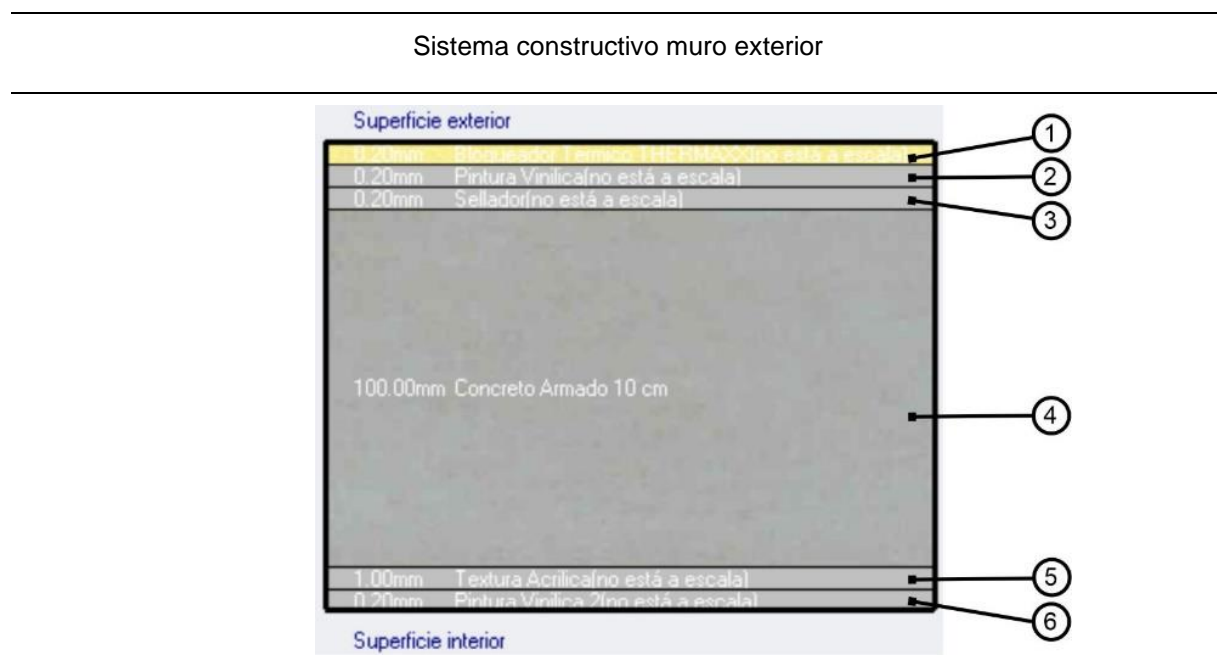 Sistema constructivo muro exterior
Superficie exterior
0.20mm Bloqueador Termico THERMAXX(no está a escala)
1
0.20mm Pintura Vinilica(no está a escala)
2
0.20mm Sellador(no está a escala)
3
100.00mm Concreto Armado 10 cm
4
1.00mm Textura Acrilica(no está a escala)
5
0.20mm Pintura Vinilica 2(no está a escala)
6
Superficie interior